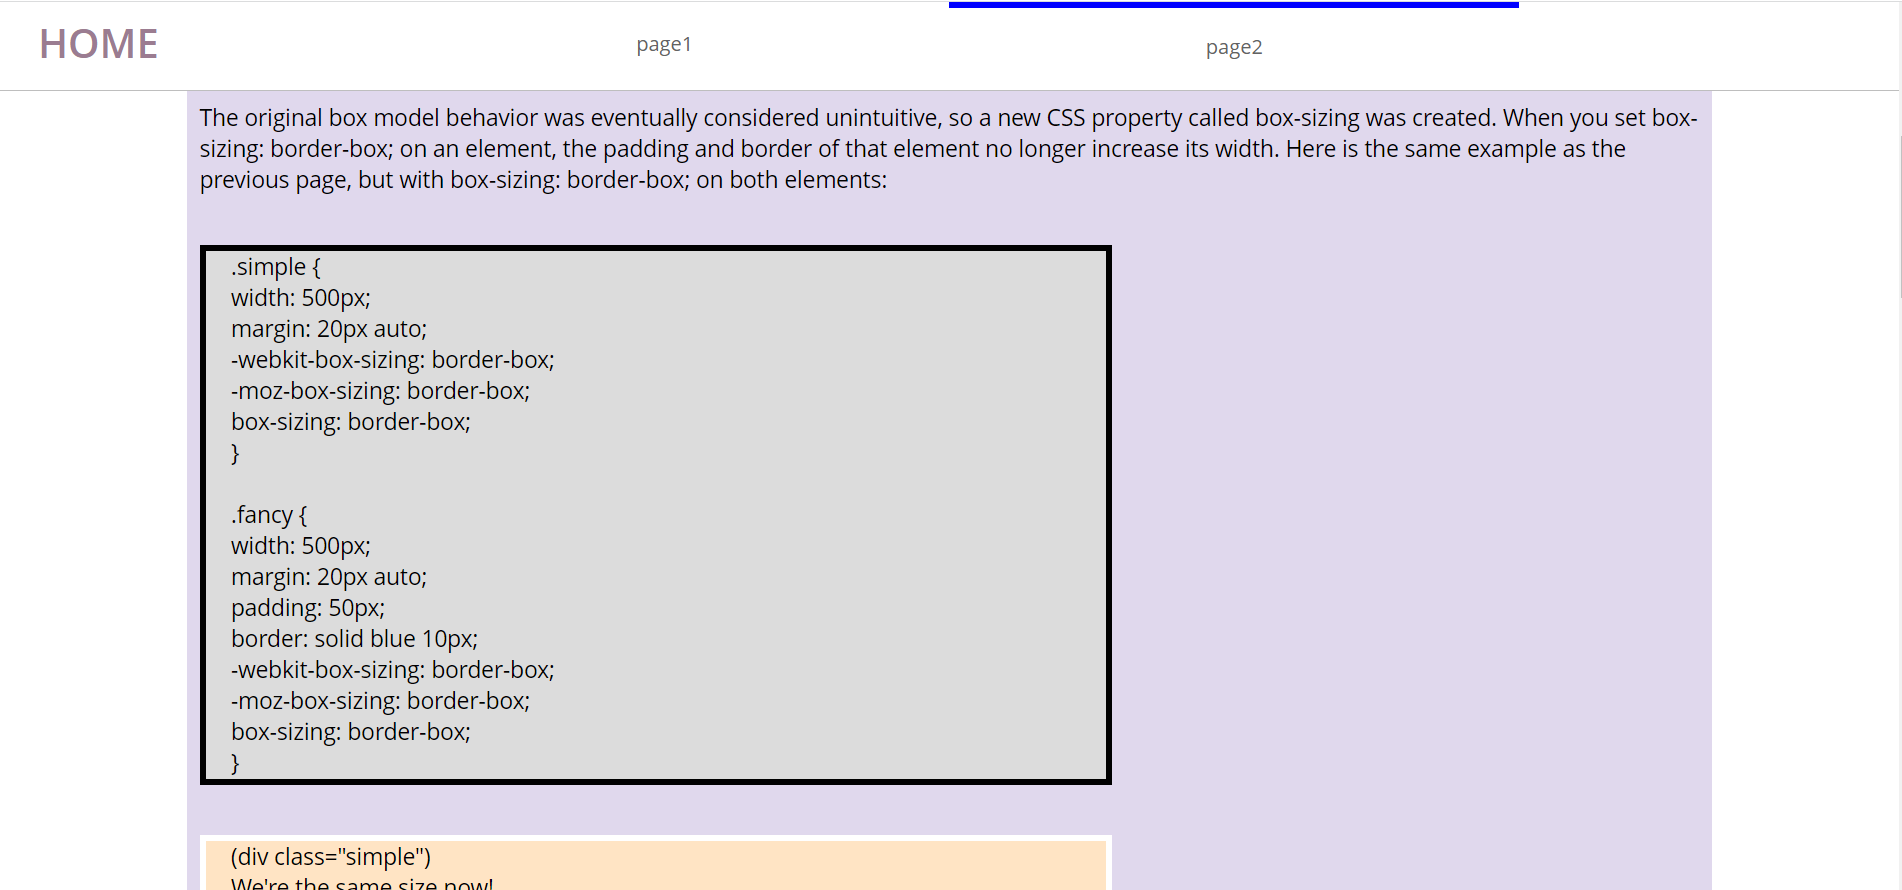 HOME
page1
page2
The original box model behavior was eventually considered unintuitive, so a new CSS property called box-sizing was created. When you set box-
sizing: border-box; on an element, the padding and border of that element no longer increase its width. Here is the same example as the
previous page, but with box-sizing: border-box; on both elements:
.simple {
width: 500px;
margin: 20px auto;
-webkit-box-sizing: border-box;
-moz-box-sizing: border-box;
box-sizing: border-box;
}
.fancy {
width: 500px;
margin: 20px auto;
padding: 50px;
border: solid blue 10px;
-webkit-box-sizing: border-box;
-moz-box-sizing: border-box;
box-sizing: border-box;
}
(div class="simple")
We're the same size now!